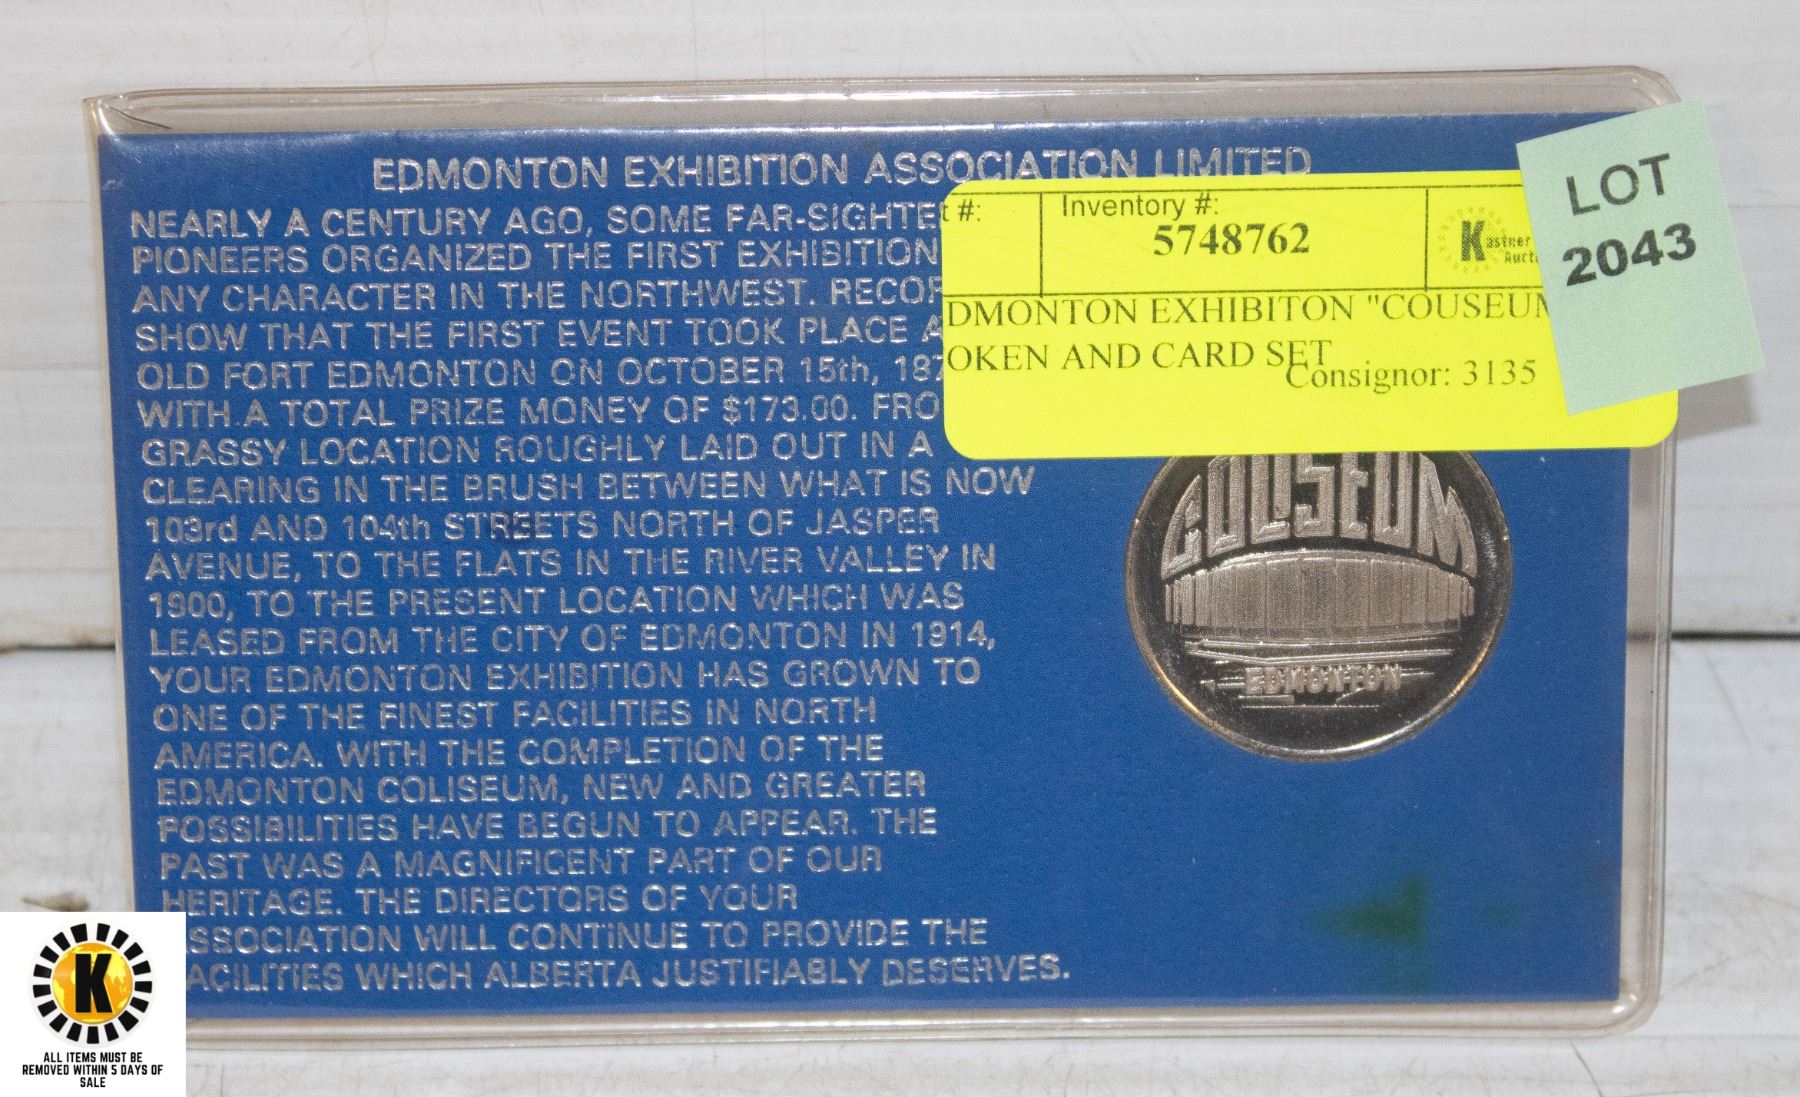 EDMONTON EXHIBITION ASSOCIATION LIMITED
NEARLY A CENTURY AGO, SOME FAR-SIGHTE
PIONEERS ORGANIZED THE FIRST EXHIBITION
ANY CHARACTER IN THE NORTHWEST. RECOR
SHOW THAT THE FIRST EVENT TOOK PLACE A
OLD FORT EDMONTON ON OCTOBER 15th, 187
WITH A TOTAL PRIZE MONEY OF $173.00. FRO
GRASSY LOCATION ROUGHLY LAID OUT IN A
CLEARING IN THE BRUSH BETWEEN WHAT IS NOW
103rd AND 104th STREETS NORTH OF JASPER
AVENUE, TO THE FLATS IN THE RIVER VALLEY IN
1900, TO THE PRESENT LOCATION WHICH WAS
LEASED FROM THE CITY OF EDMONTON IN 1914,
YOUR EDMONTON EXHIBITION HAS GROWN TO
ONE OF THE FINEST FACILITIES IN NORTH
AMERICA. WITH THE COMPLETION OF THE
EDMONTON COLISEUM, NEW AND GREATER
POSSIBILITIES HAVE BEGUN TO APPEAR. THE
PAST WAS A MAGNIFICENT PART OF OUR
HERITAGE. THE DIRECTORS OF YOUR
SSOCIATION WILL CONTINUE TO PROVIDE THE
ACILITIES WHICH ALBERTA JUSTIFIABLY DESERVES.
t #:
Inventory #:
5748762
Kastner
Aucti
DMONTON EXHIBITON "COUSEUM
OKEN AND CARD SET
Consignor: 3135
LOT
2043
COLISEUM
EDMONTON
K
ALL ITEMS MUST BE
REMOVED WITHIN 5 DAYS OF
SALE